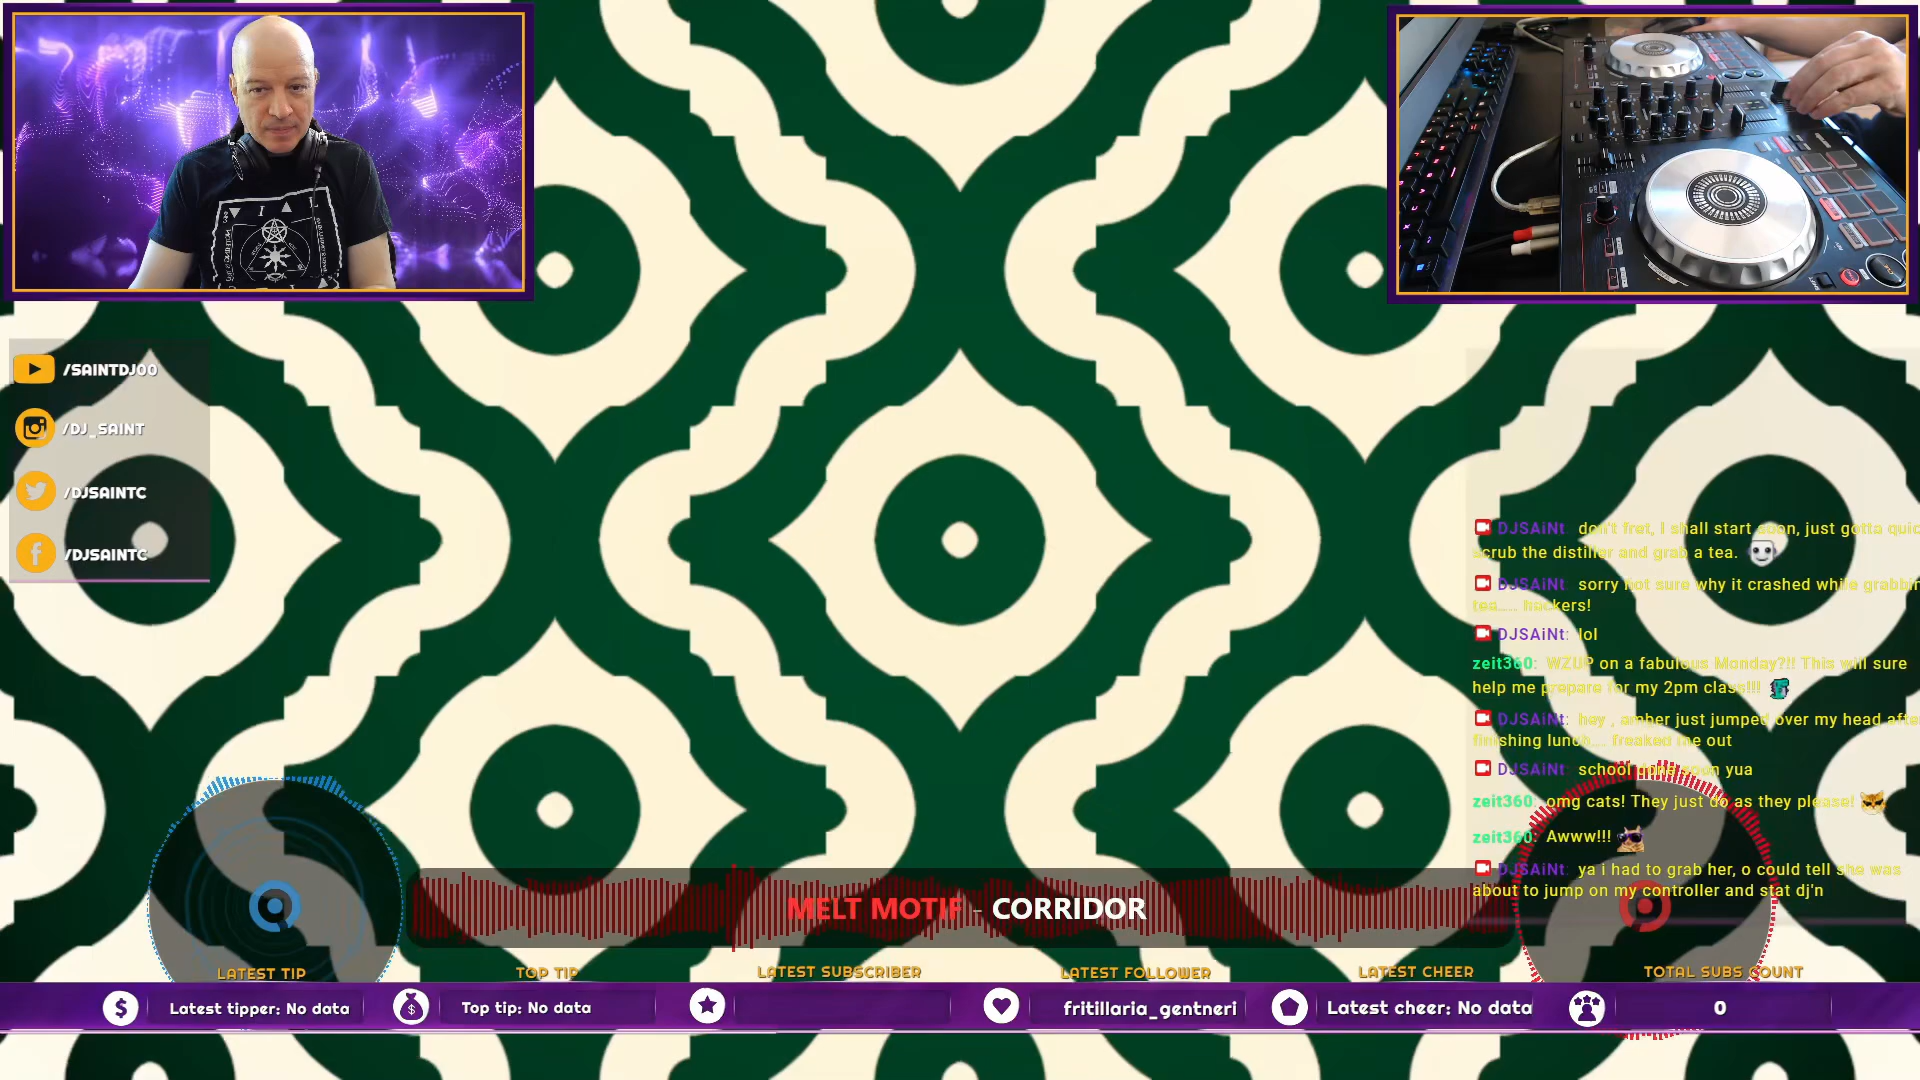 /SAINTDJ00
/DJ_SAINT
/DJSAINTC
/DJSAINTC
DJSAiNt: don't fret, I shall start soon, just gotta quic
scrub the distiller and grab a tea.
DJSAiNt: sorry not sure why it crashed while grabbin
tea..... hackers!
DJSAiNt: lol
zeit360: WZUP on a fabulous Monday?!! This will sure
help me prepare for my 2pm class!!!
DJSAiNt: hey , amber just jumped over my head afte
finishing lunch... freaked me out
DJSAiNt: school done soon yua
zeit360: omg cats! They just do as they please!
zeit360: Awww!!!
DJSAiNt: ya i had to grab her, o could tell she was
about to jump on my controller and stat dj'n
MELT MOTIF - CORRIDOR
LATEST TIP
TOP TIP
LATEST SUBSCRIBER
LATEST FOLLOWER
LATEST CHEER
TOTAL SUBS COUNT
Latest tipper: No data
Top tip: No data
fritillaria_gentneri
Latest cheer: No data
0